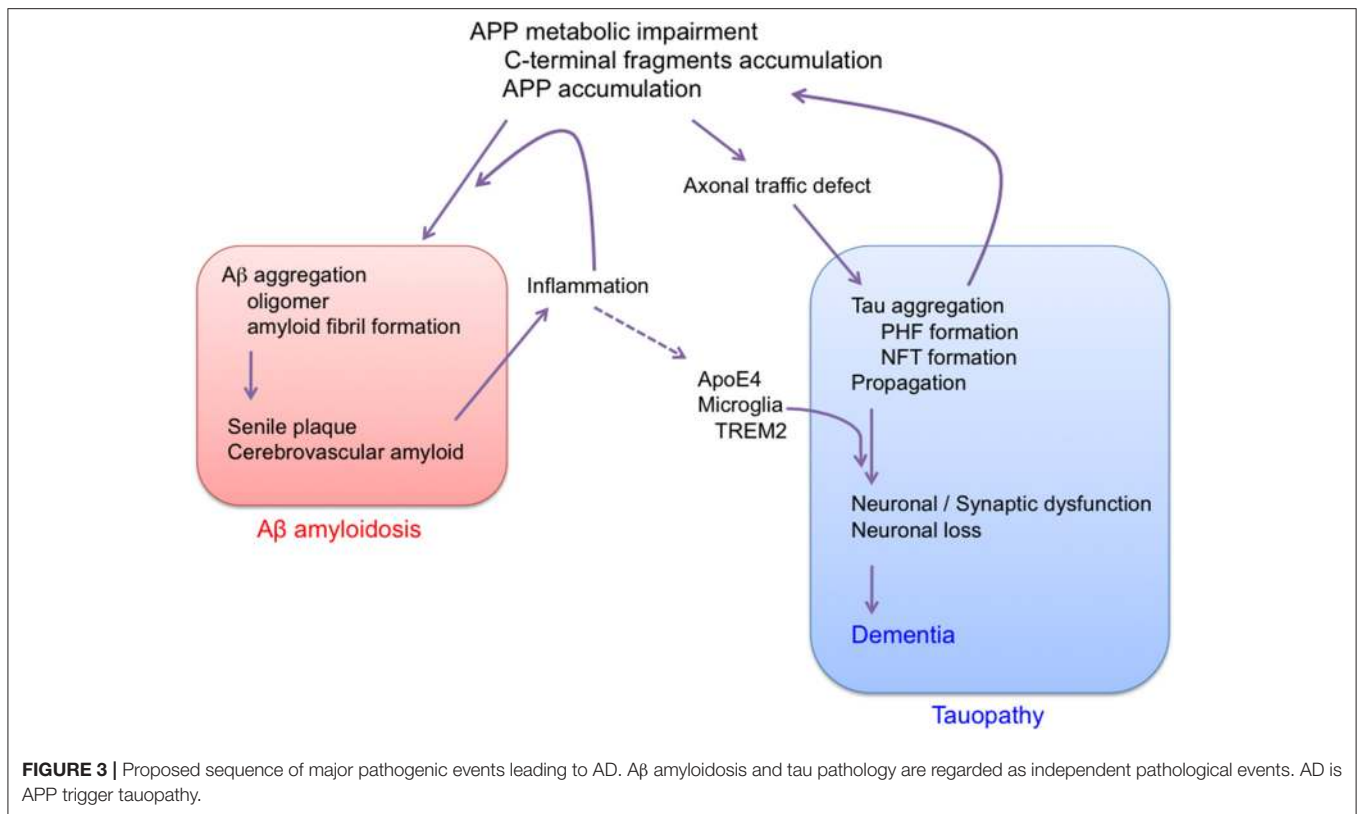 APP metabolic impairment
C-terminal fragments accumulation
APP accumulation
Axonal traffic defect
Aβ aggregation
oligomer
amyloid fibril formation
Senile plaque
Cerebrovascular amyloid
Aβ amyloidosis
Inflammation
ApoE4
Microglia
TREM2
Tau aggregation
PHF formation
NFT formation
Propagation
Neuronal / Synaptic dysfunction
Neuronal loss
Dementia
Tauopathy
FIGURE 3 | Proposed sequence of major pathogenic events leading to AD. Aβ amyloidosis and tau pathology are regarded as independent pathological events. AD is
APP trigger tauopathy.